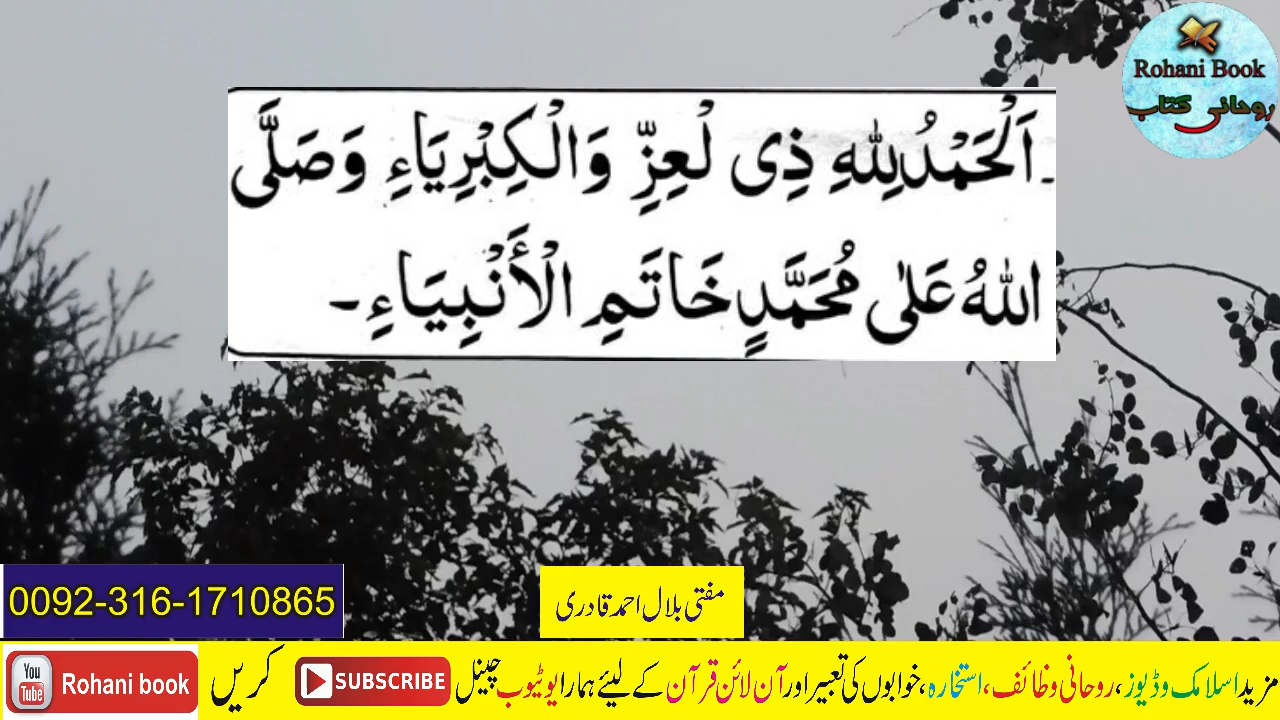 Rohani Book
روحانی کتاب
۔ اَلْحَمْدُلِلّٰهِ ذِی لْعِزِّ وَالْكِبْرِیَاءِ وَصَلَّی
اللّٰهُ عَلٰی مُحَمَّدٍ خَاتَمِ الْأَنْبِیَاءِ ۔
0092-316-1710865
مفتی بلال احمد قادری
مزید اسلامک وڈیوز، روحانی وظائف، استخارہ، خوابوں کی تعبیر اور آن لائن قرآن کے لیئے ہمارا یوٹیوب چینل SUBSCRIBE کریں
You Tube Rohani book